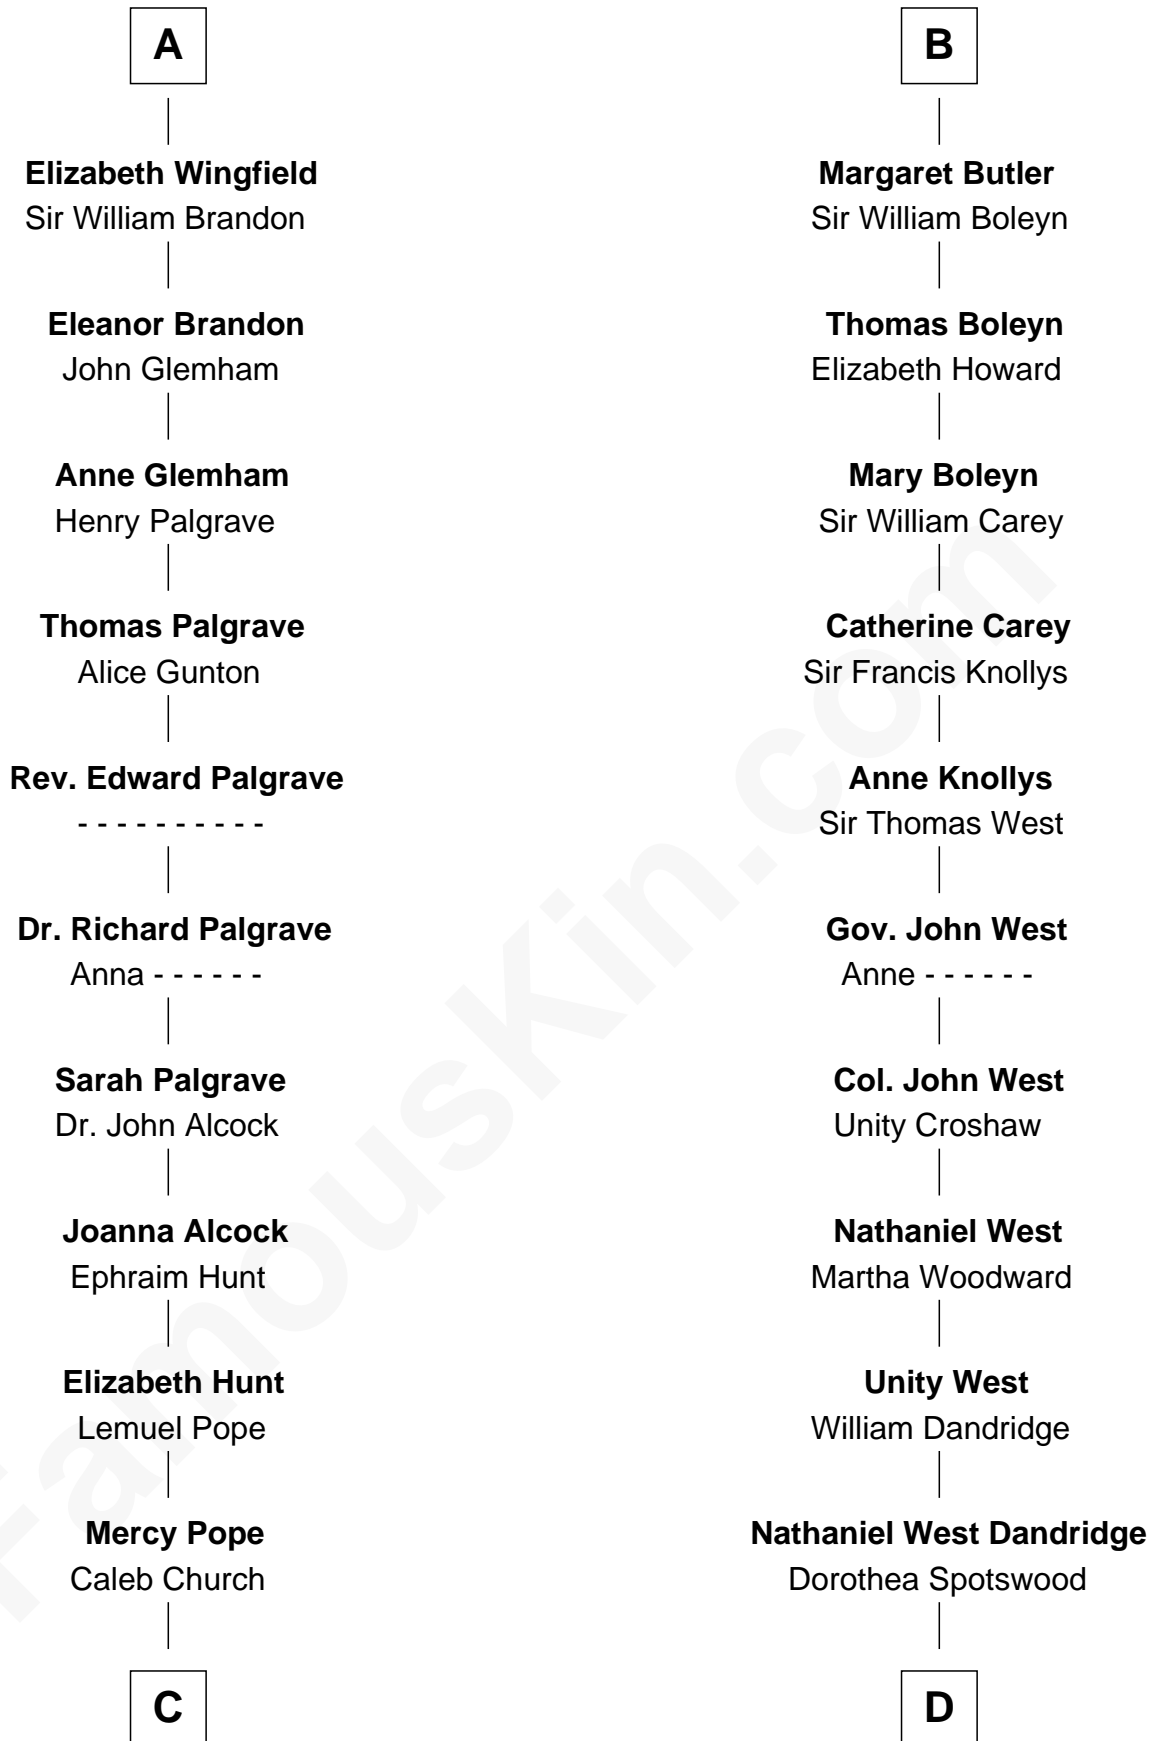 A
Elizabeth Wingfield
Sir William Brandon
Eleanor Brandon
John Glemham
Anne Glemham
Henry Palgrave
Thomas Palgrave
Alice Gunton
Rev. Edward Palgrave
- - - - - - - - - -
Dr. Richard Palgrave
Anna - - - - - -
Sarah Palgrave
Dr. John Alcock
Joanna Alcock
Ephraim Hunt
Elizabeth Hunt
Lemuel Pope
Mercy Pope
Caleb Church
C
B
Margaret Butler
Sir William Boleyn
Thomas Boleyn
Elizabeth Howard
Mary Boleyn
Sir William Carey
Catherine Carey
Sir Francis Knollys
Anne Knollys
Sir Thomas West
Gov. John West
Anne - - - - - -
Col. John West
Unity Croshaw
Nathaniel West
Martha Woodward
Unity West
William Dandridge
Nathaniel West Dandridge
Dorothea Spotswood
D
FamousKin.com